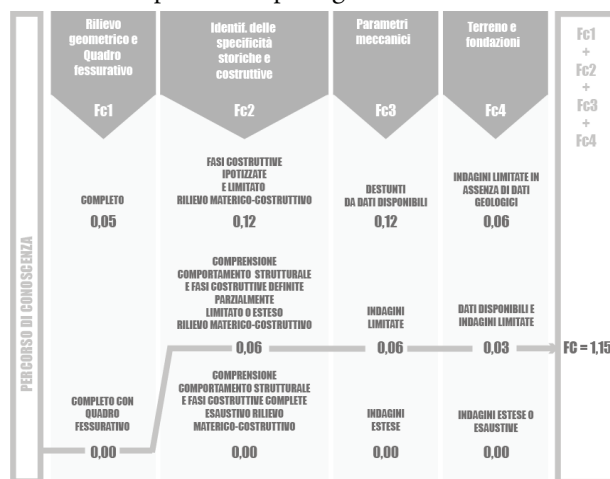 Rilievo
geometrico e
Quadro
fessurativo
Fc1
Identif. delle
specificità
storiche e
costruttive
Fc2
Parametri
meccanici
Fc3
Terreno e
fondazioni
Fc4
Fc1
+
Fc2
+
Fc3
+
Fc4
PERCORSO DI CONOSCENZA
COMPLETO
0,05
FASI COSTRUTTIVE
IPOTIZZATE
E LIMITATO
RILIEVO MATERICO-COSTRUTTIVO
0,12
DESTUNTI
DA DATI DISPONIBILI
0,12
INDAGINI LIMITATE IN
ASSENZA DI DATI
GEOLOGICI
0,06
COMPRENSIONE
COMPORTAMENTO STRUTTURALE
E FASI COSTRUTTIVE DEFINITE
PARZIALMENTE
LIMITATO O ESTESO
RILIEVO MATERICO-COSTRUTTIVO
0,06
INDAGINI
LIMITATE
0,06
DATI DISPONIBILI E
INDAGINI LIMITATE
0,03
FC = 1,15
COMPLETO CON
QUADRO
FESSURATIVO
0,00
COMPRENSIONE
COMPORTAMENTO STRUTTURALE
E FASI COSTRUTTIVE COMPLETE
ESAUSTIVO RILIEVO
MATERICO-COSTRUTTIVO
0,00
INDAGINI
ESTESE
0,00
INDAGINI ESTESE O
ESAUSTIVE
0,00